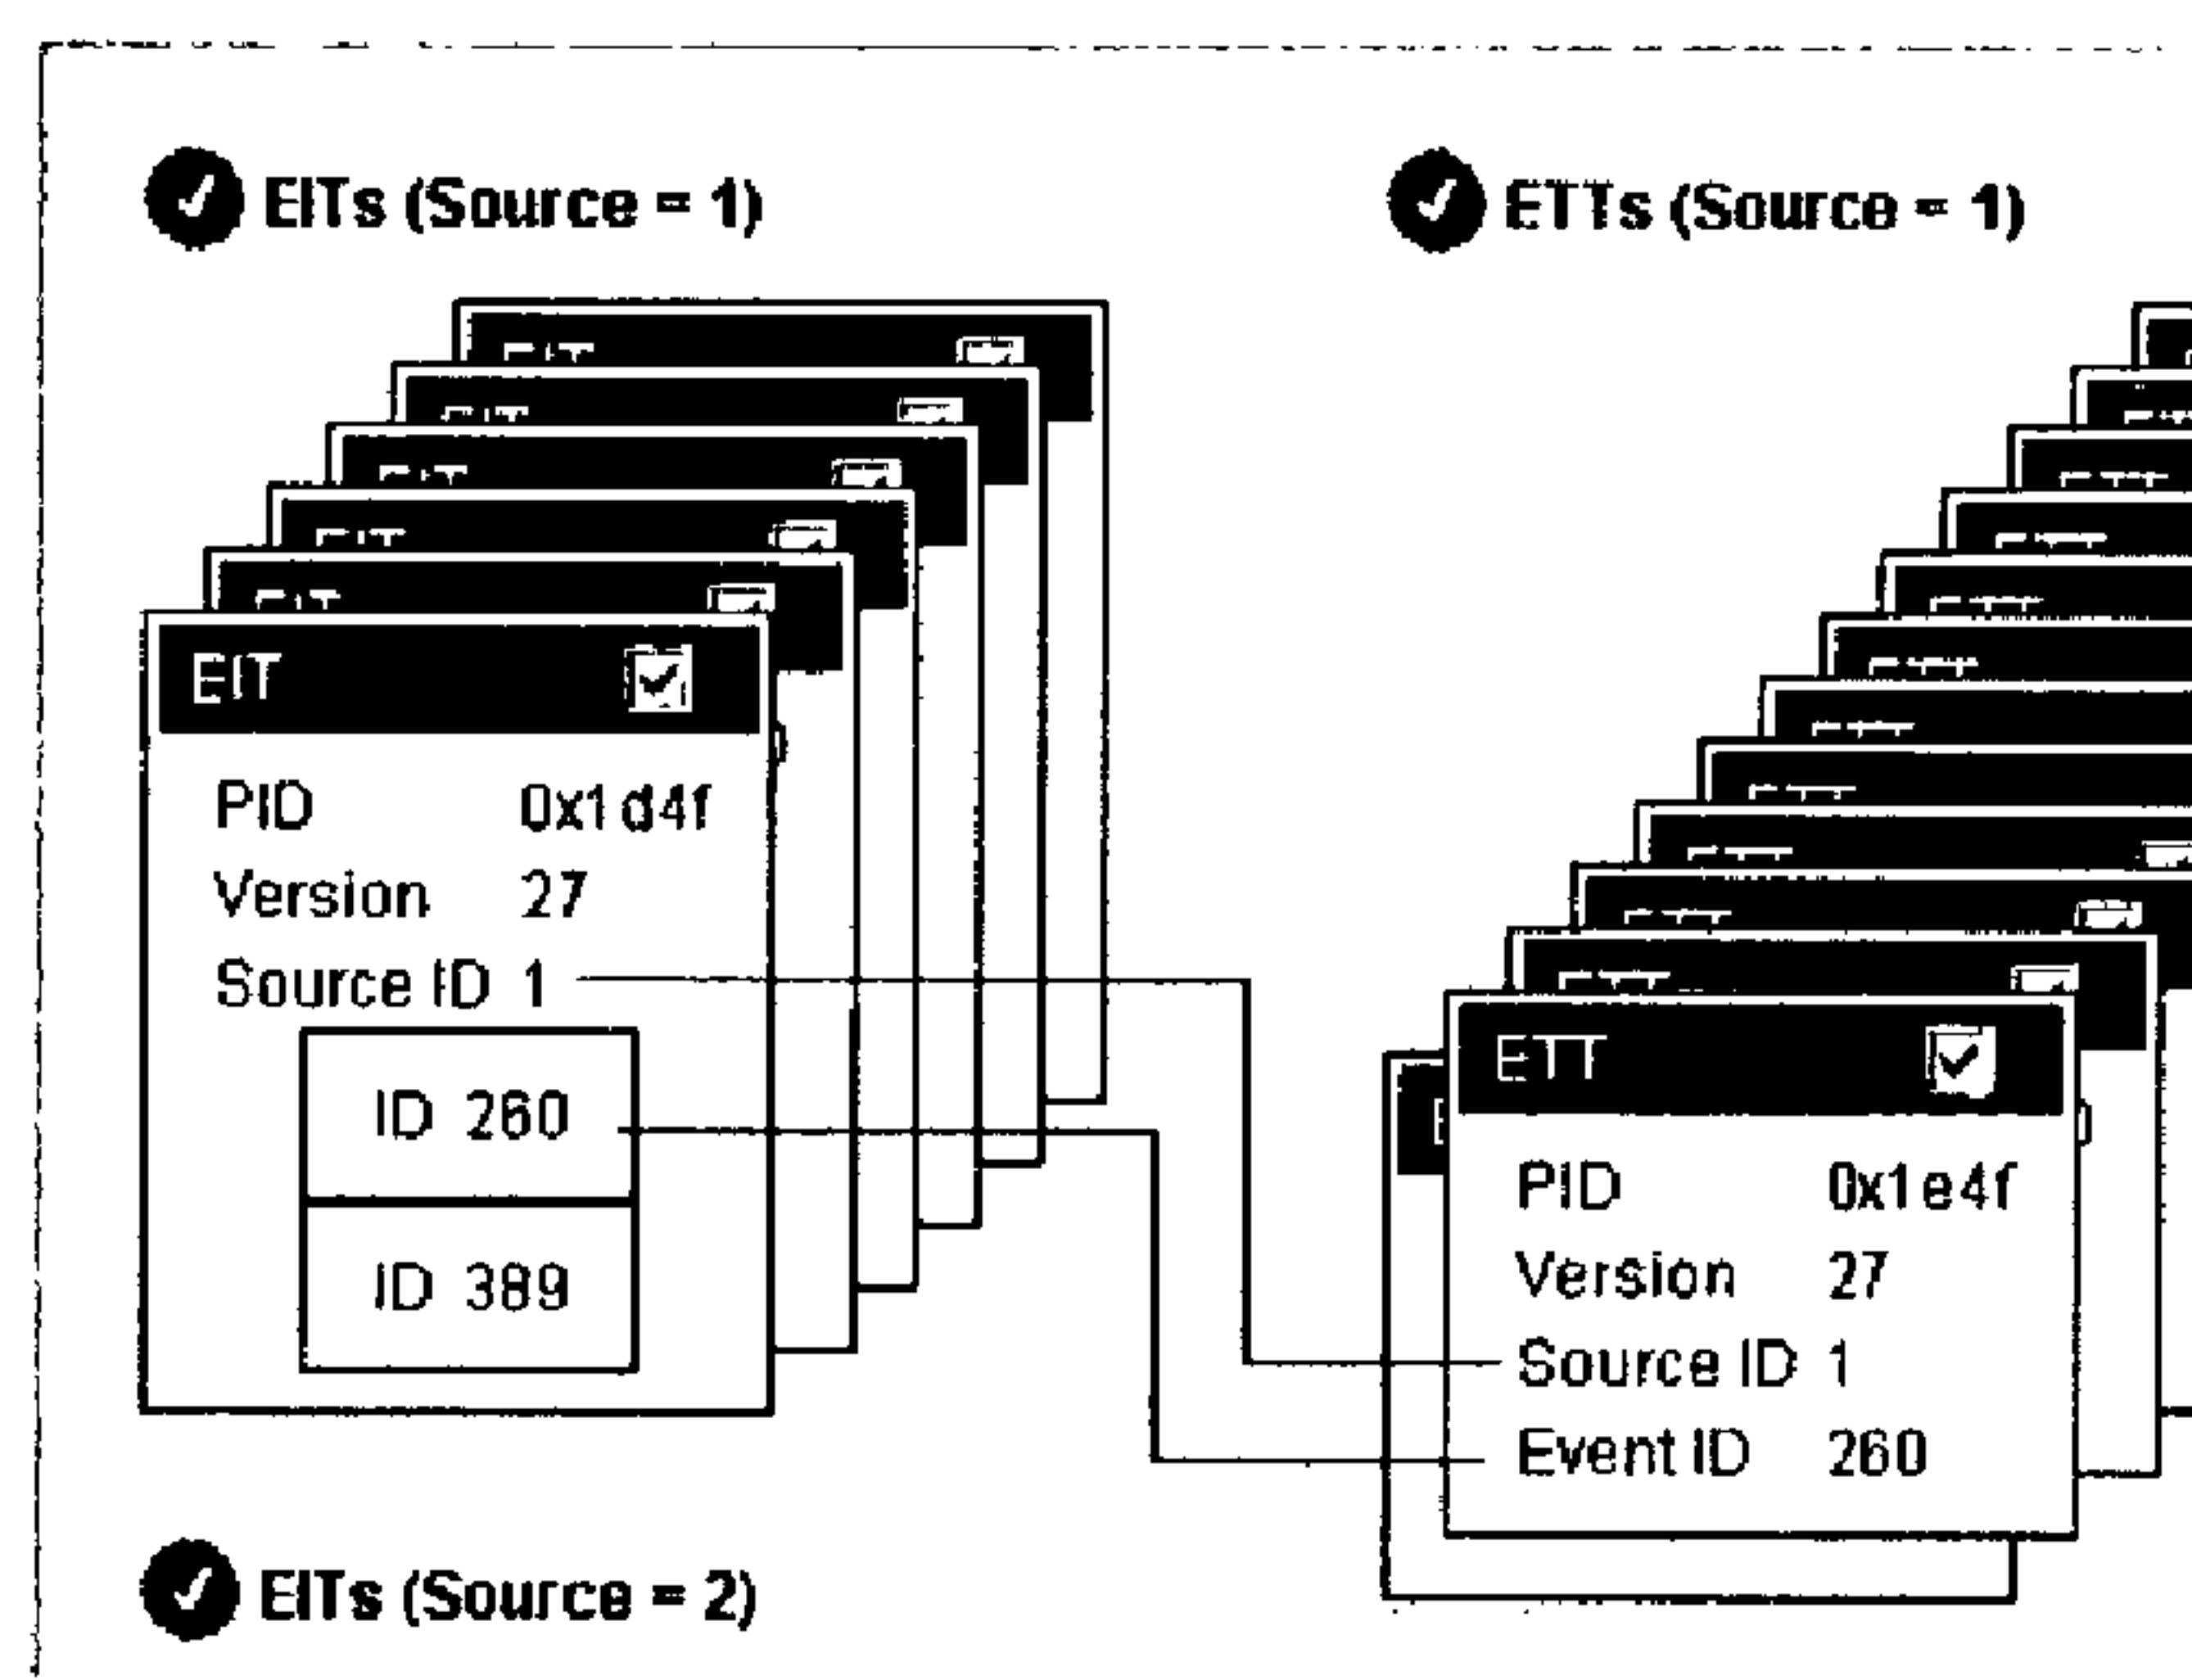 EITs (Source = 1)
EIT
PID 0x1d4f
Version 27
Source ID 1
ID 260
ID 389
EITs (Source = 2)
ETTs (Source = 1)
ETT
PID 0x1e4f
Version 27
Source ID 1
Event ID 260